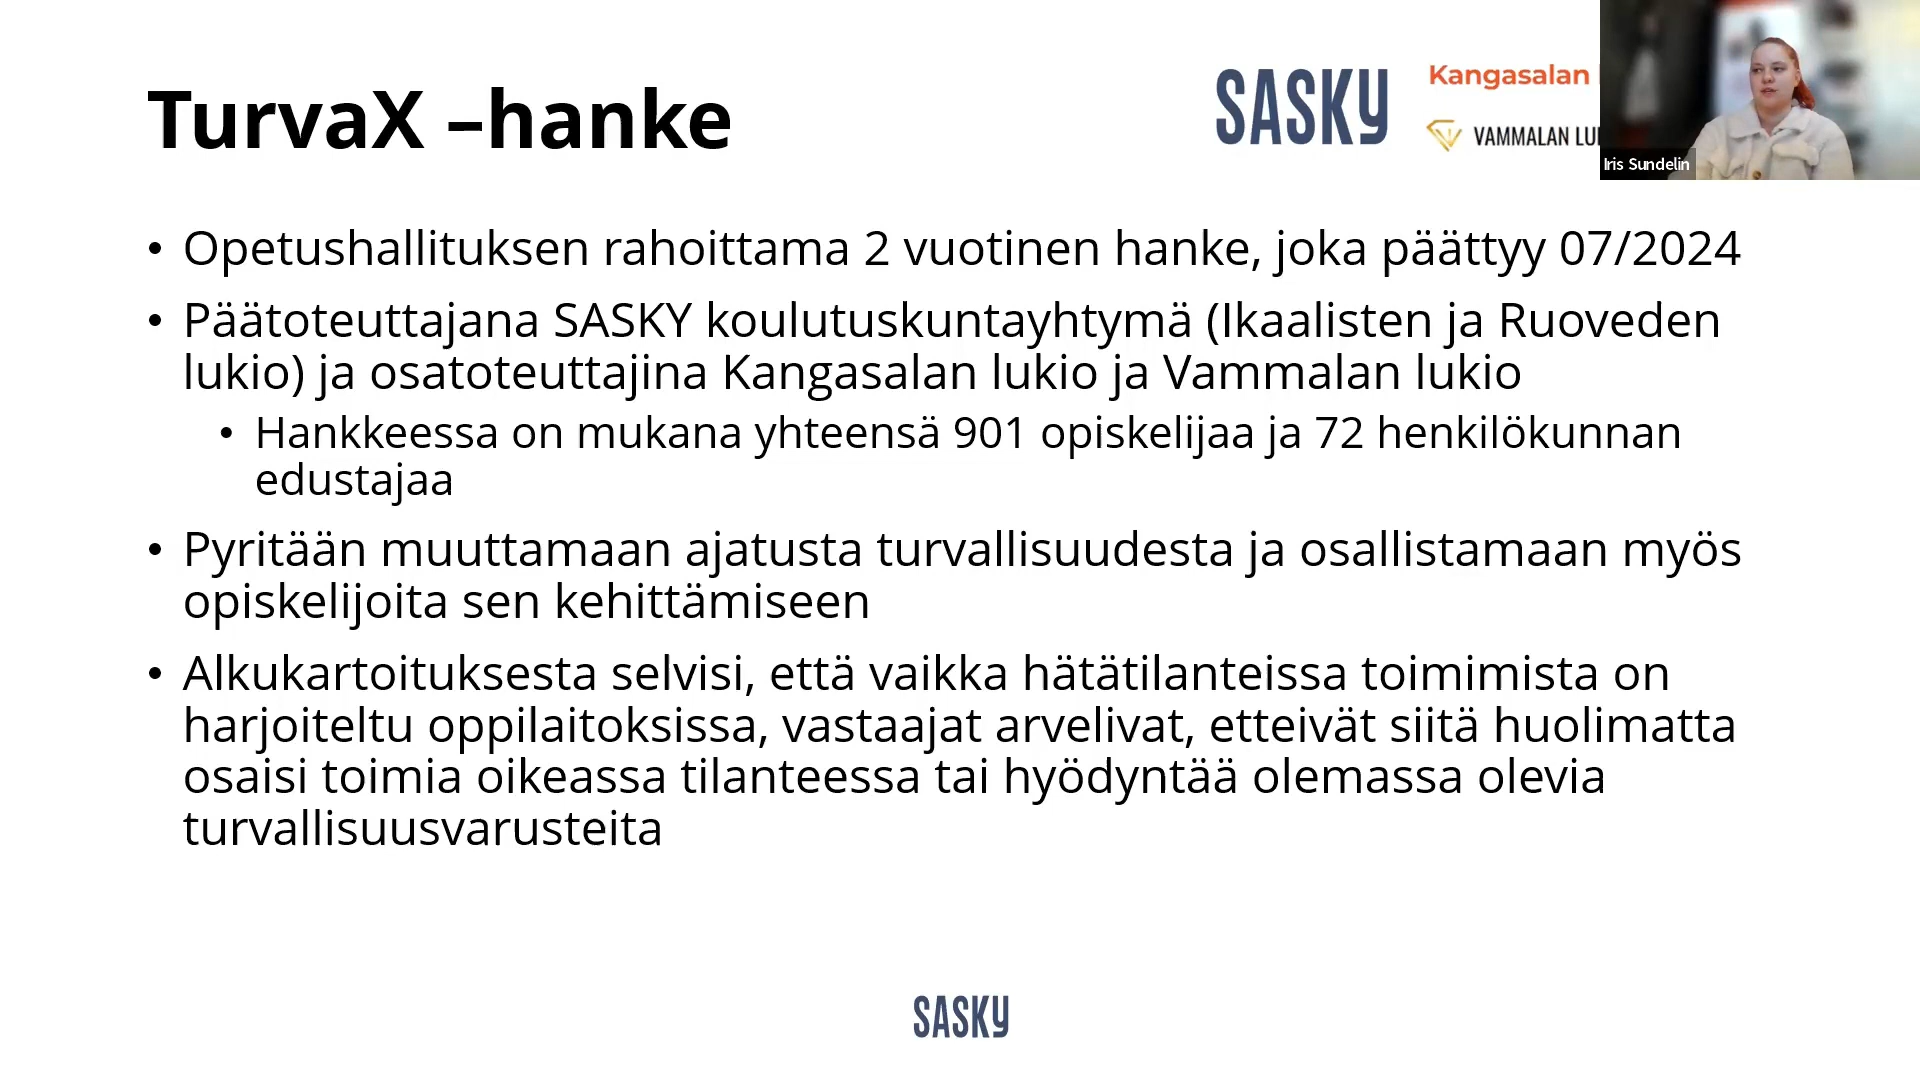 TurvaX –hanke
SASKY
Kangasalan
VAMMALAN
Iris Sundelin
• Opetushallituksen rahoittama 2 vuotinen hanke, joka päättyy 07/2024
• Päätoteuttajana SASKY koulutuskuntayhtymä (Ikaalisten ja Ruoveden
lukio) ja osatoteuttajina Kangasalan lukio ja Vammalan lukio
• Hankkeessa on mukana yhteensä 901 opiskelijaa ja 72 henkilökunnan
edustajaa
• Pyritään muuttamaan ajatusta turvallisuudesta ja osallistamaan myös
opiskelijoita sen kehittämiseen
• Alkukartoituksesta selvisi, että vaikka hätätilanteissa toimimista on
harjoiteltu oppilaitoksissa, vastaajat arvelivat, etteivät siitä huolimatta
osaisi toimia oikeassa tilanteessa tai hyödyntää olemassa olevia
turvallisuusvarusteita
SASKY